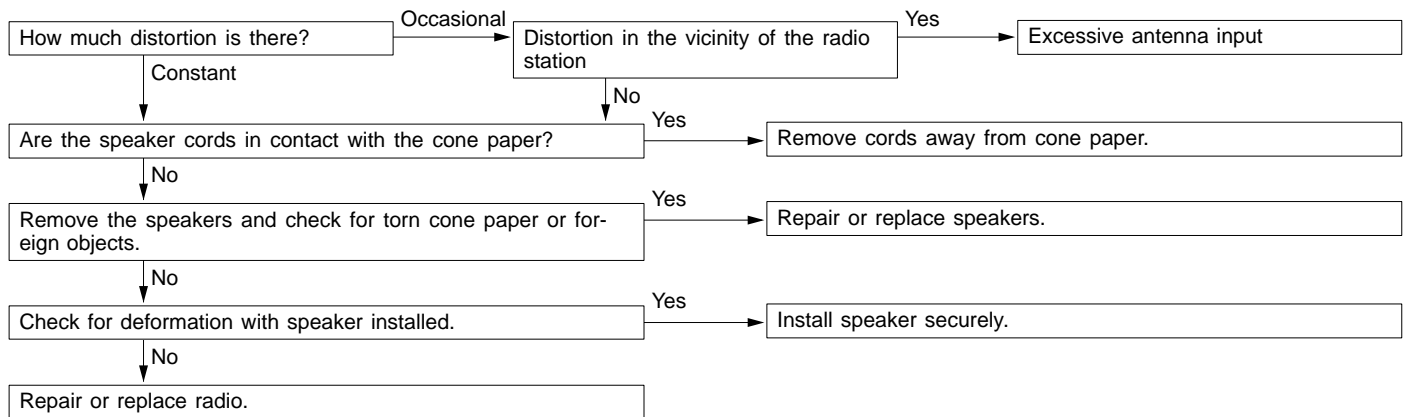 How much distortion is there?
Occasional
Distortion in the vicinity of the radio
station
Yes
Excessive antenna input
Constant
No
Are the speaker cords in contact with the cone paper?
Yes
Remove cords away from cone paper.
No
Remove the speakers and check for torn cone paper or for-
eign objects.
Yes
Repair or replace speakers.
No
Check for deformation with speaker installed.
Yes
Install speaker securely.
No
Repair or replace radio.